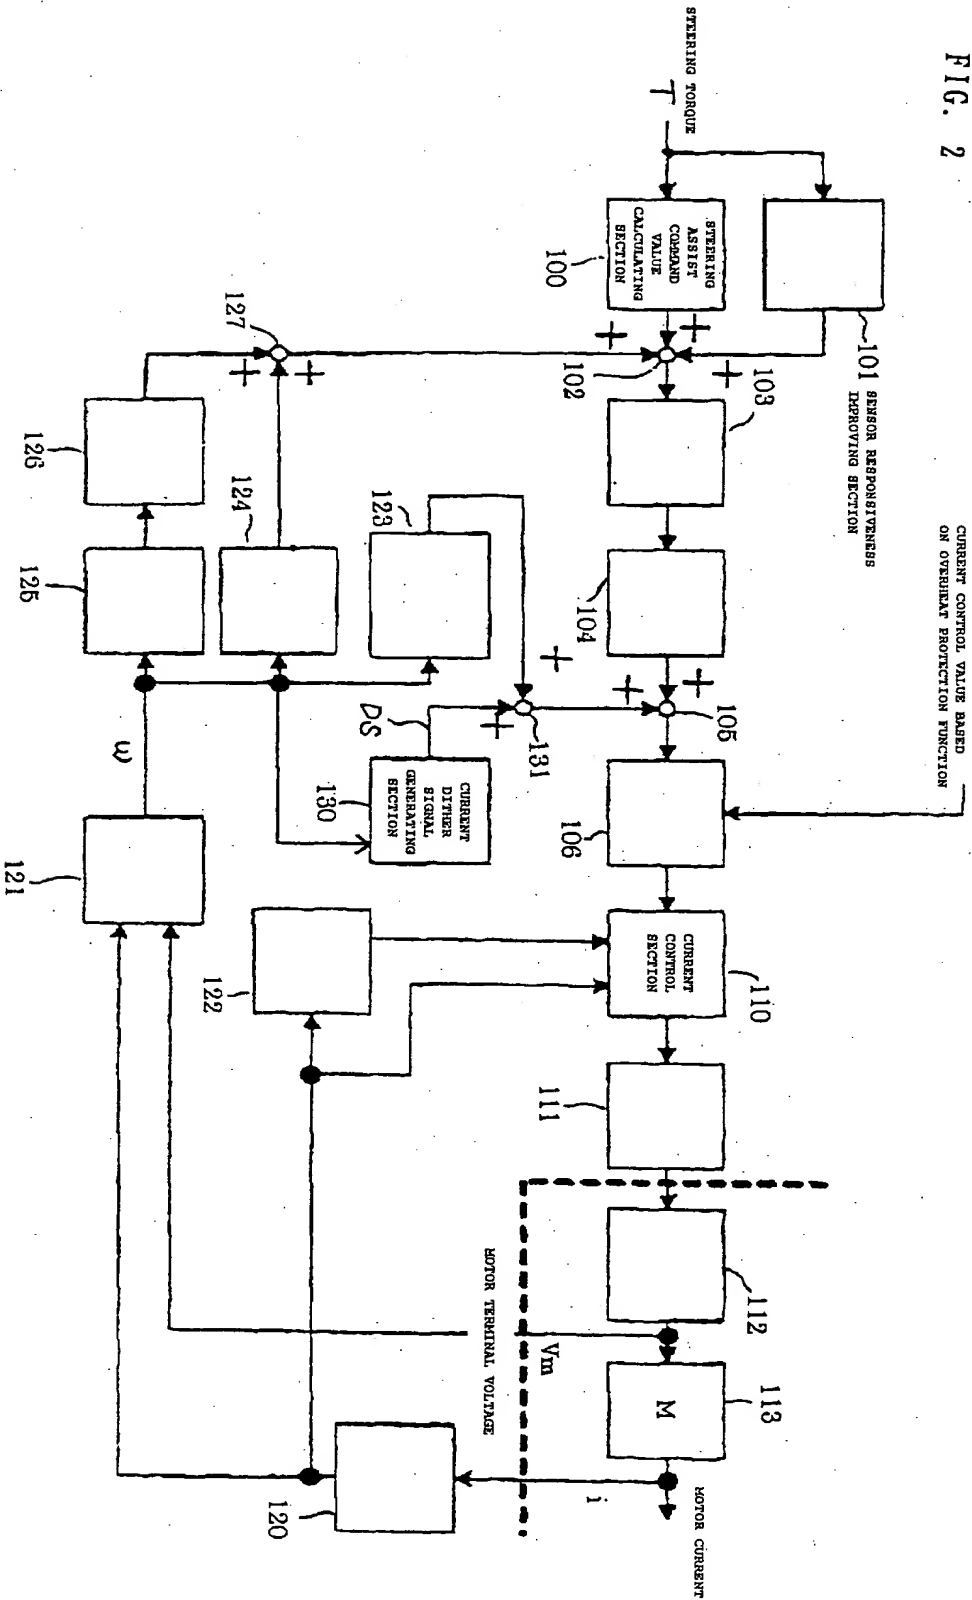 FIG. 2
CURRENT CONTROL VALUE BASED
ON OVERHEAT PROTECTION FUNCTION
101
SENSOR RESPONSIVENESS
IMPROVING SECTION
STEERING TORQUE
T
STEERING
ASSIST
COMMAND
VALUE
CALCULATING
SECTION
100
+
+
+
102
103
104
+
+
105
106
CURRENT
CONTROL
SECTION
110
111
112
M
113
MOTOR CURRENT
i
Vm
MOTOR TERMINAL VOLTAGE
+
+
131
DS
CURRENT
DITHER
SIGNAL
GENERATING
SECTION
130
123
127
+
+
124
122
120
126
125
ω
121